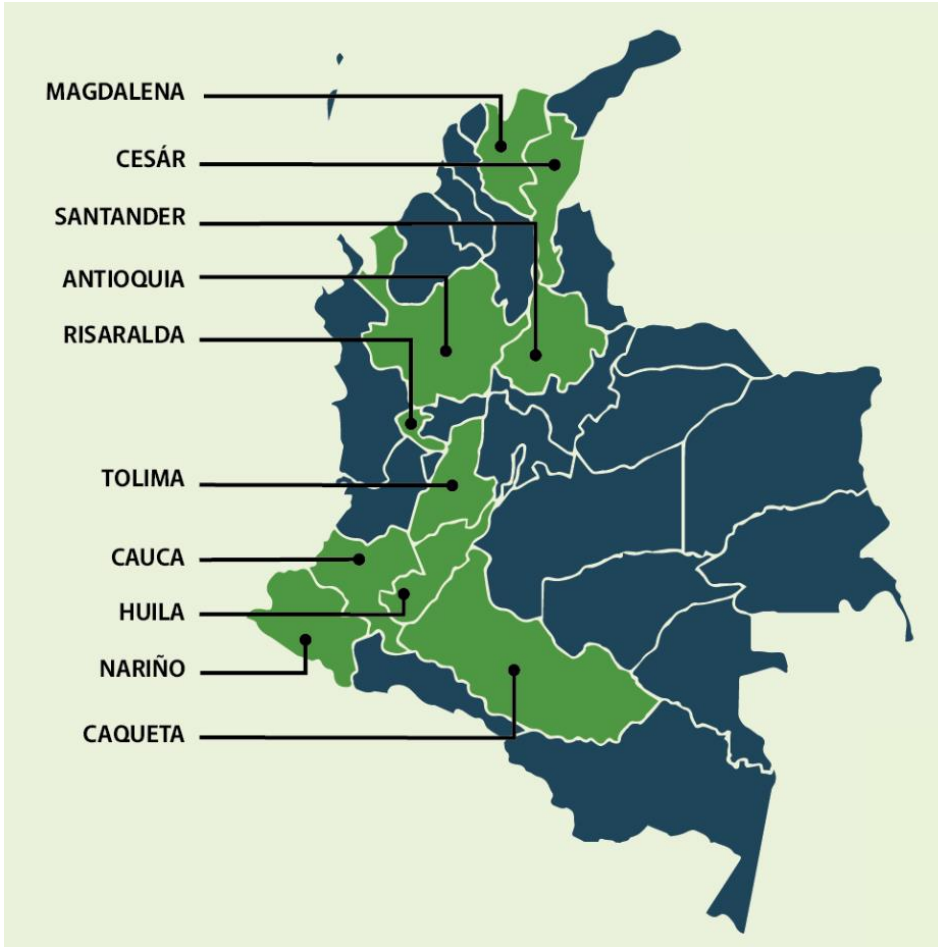 MAGDALENA
CESÁR
SANTANDER
ANTIOQUIA
RISARALDA
TOLIMA
CAUCA
HUILA
NARIÑO
CAQUETA